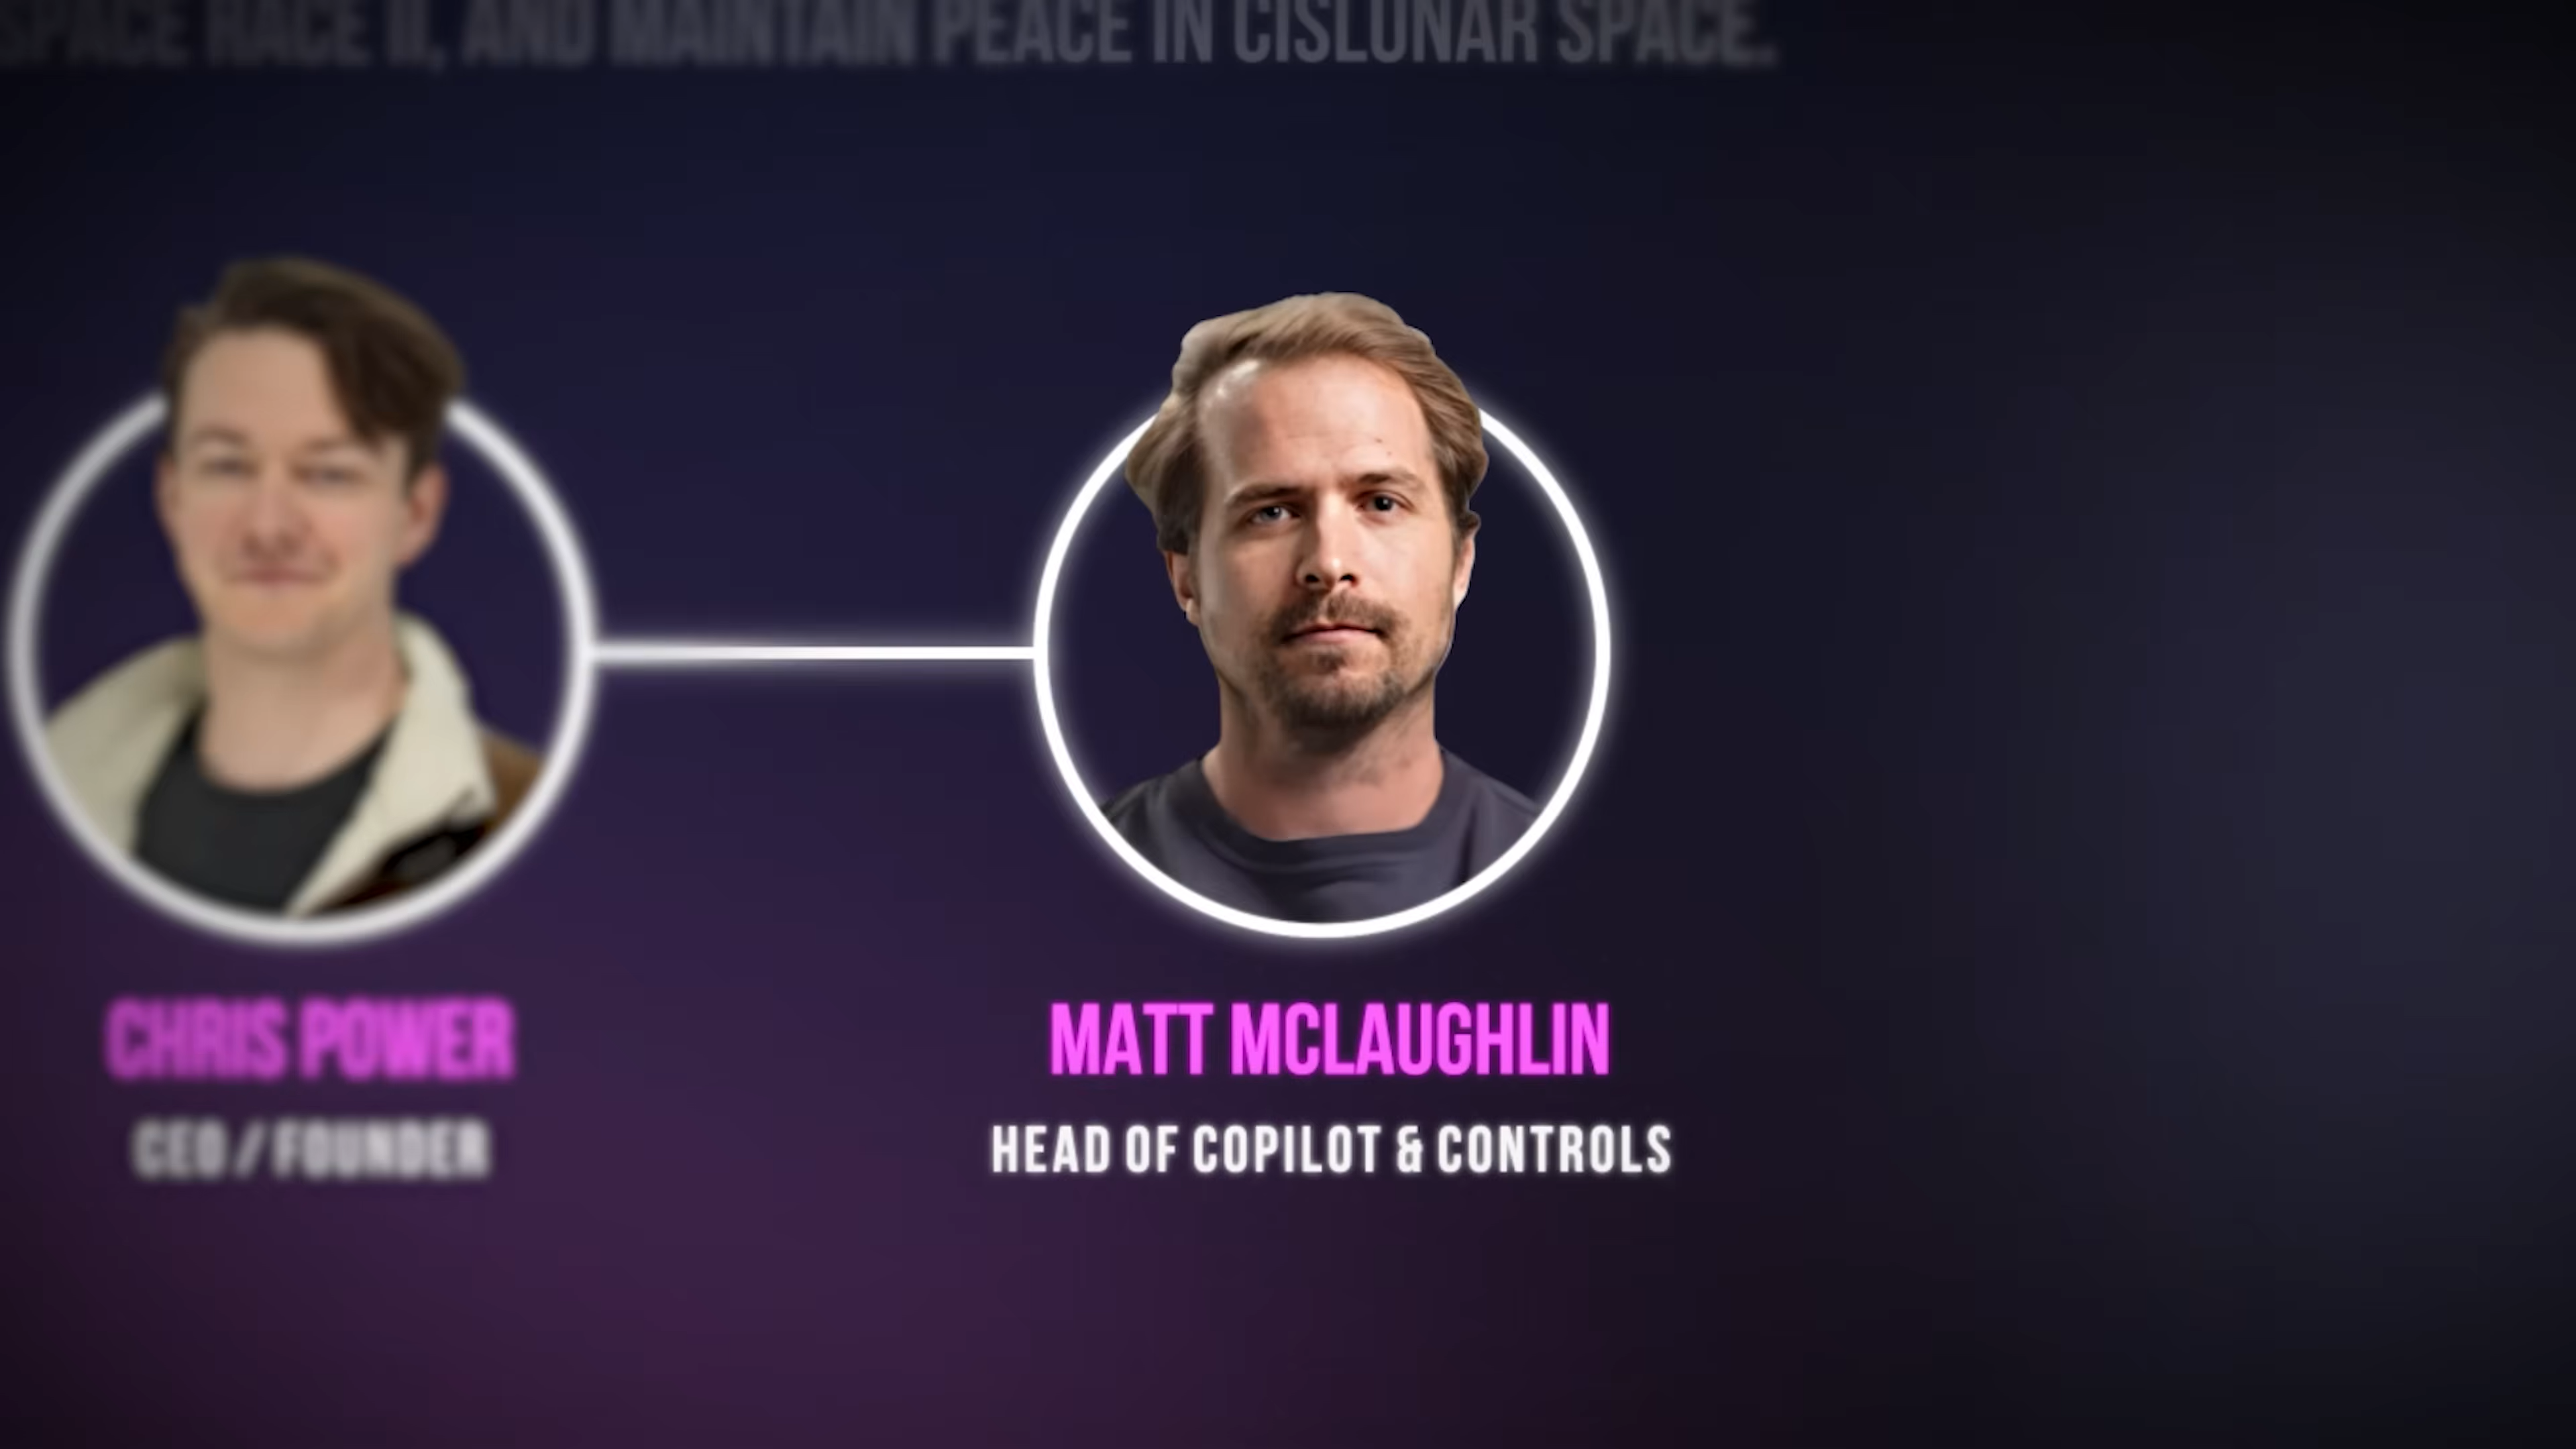 SPACE RACE II, AND MAINTAIN PEACE IN CISLUNAR SPACE.
CHRIS POWER
MATT MCLAUGHLIN
CEO / FOUNDER
HEAD OF COPILOT & CONTROLS